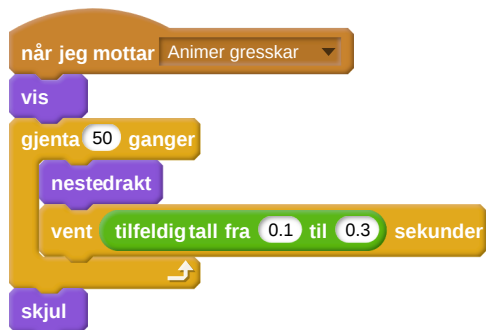 når jeg mottar Animer gresskar
vis
gjenta 50 ganger
nestedrakt
vent tilfeldig tall fra 0.1 til 0.3 sekunder
skjul